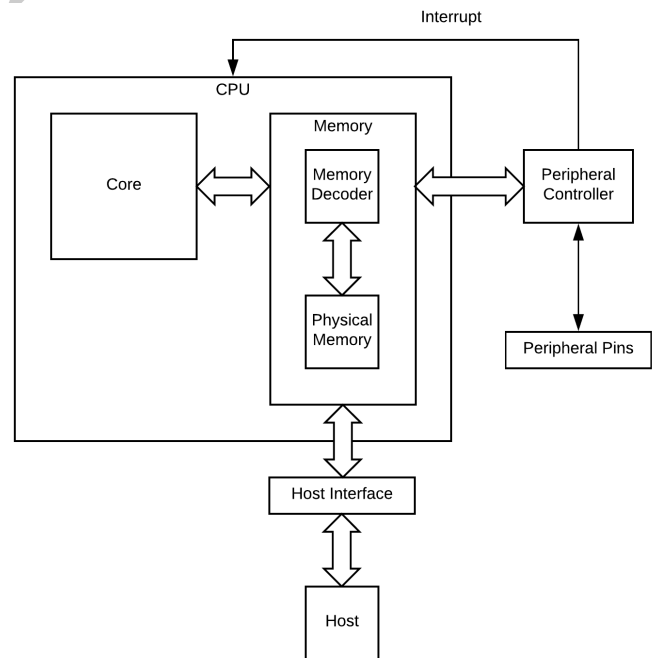 Interrupt
CPU
Memory
Core
Memory
Decoder
Peripheral
Controller
Physical
Memory
Peripheral Pins
Host Interface
Host